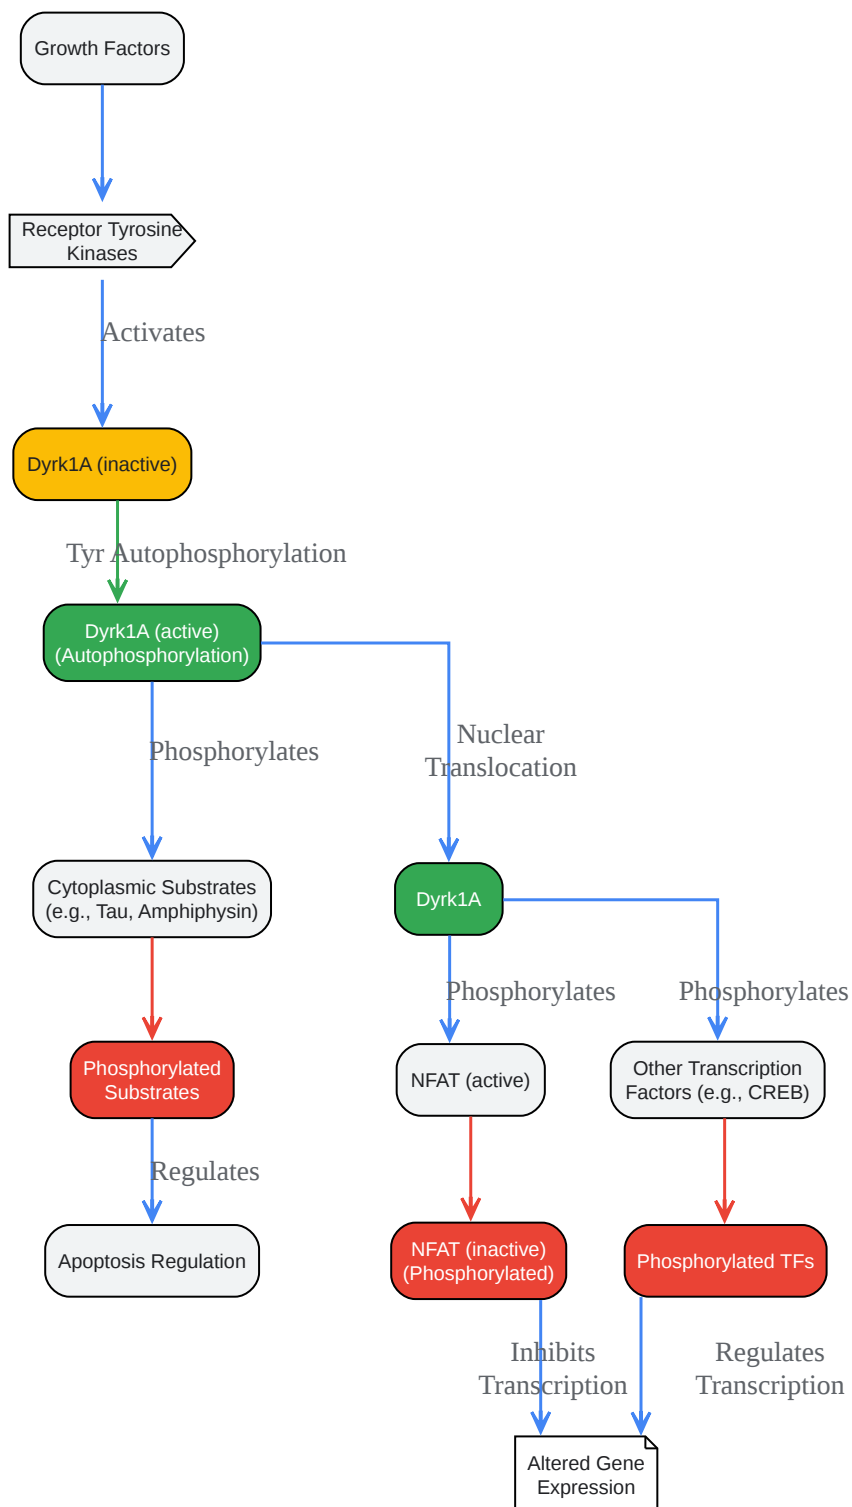 Growth Factors
Receptor Tyrosine
Kinases
Activates
Dyrk1A (inactive)
Tyr Autophosphorylation
Dyrk1A (active)
(Autophosphorylation)
Phosphorylates
Nuclear
Translocation
Cytoplasmic Substrates
(e.g., Tau, Amphiphysin)
Dyrk1A
Phosphorylates
Phosphorylates
Phosphorylated
Substrates
NFAT (active)
Other Transcription
Factors (e.g., CREB)
Regulates
Apoptosis Regulation
NFAT (inactive)
(Phosphorylated)
Phosphorylated TFs
Inhibits
Transcription
Regulates
Transcription
Altered Gene
Expression